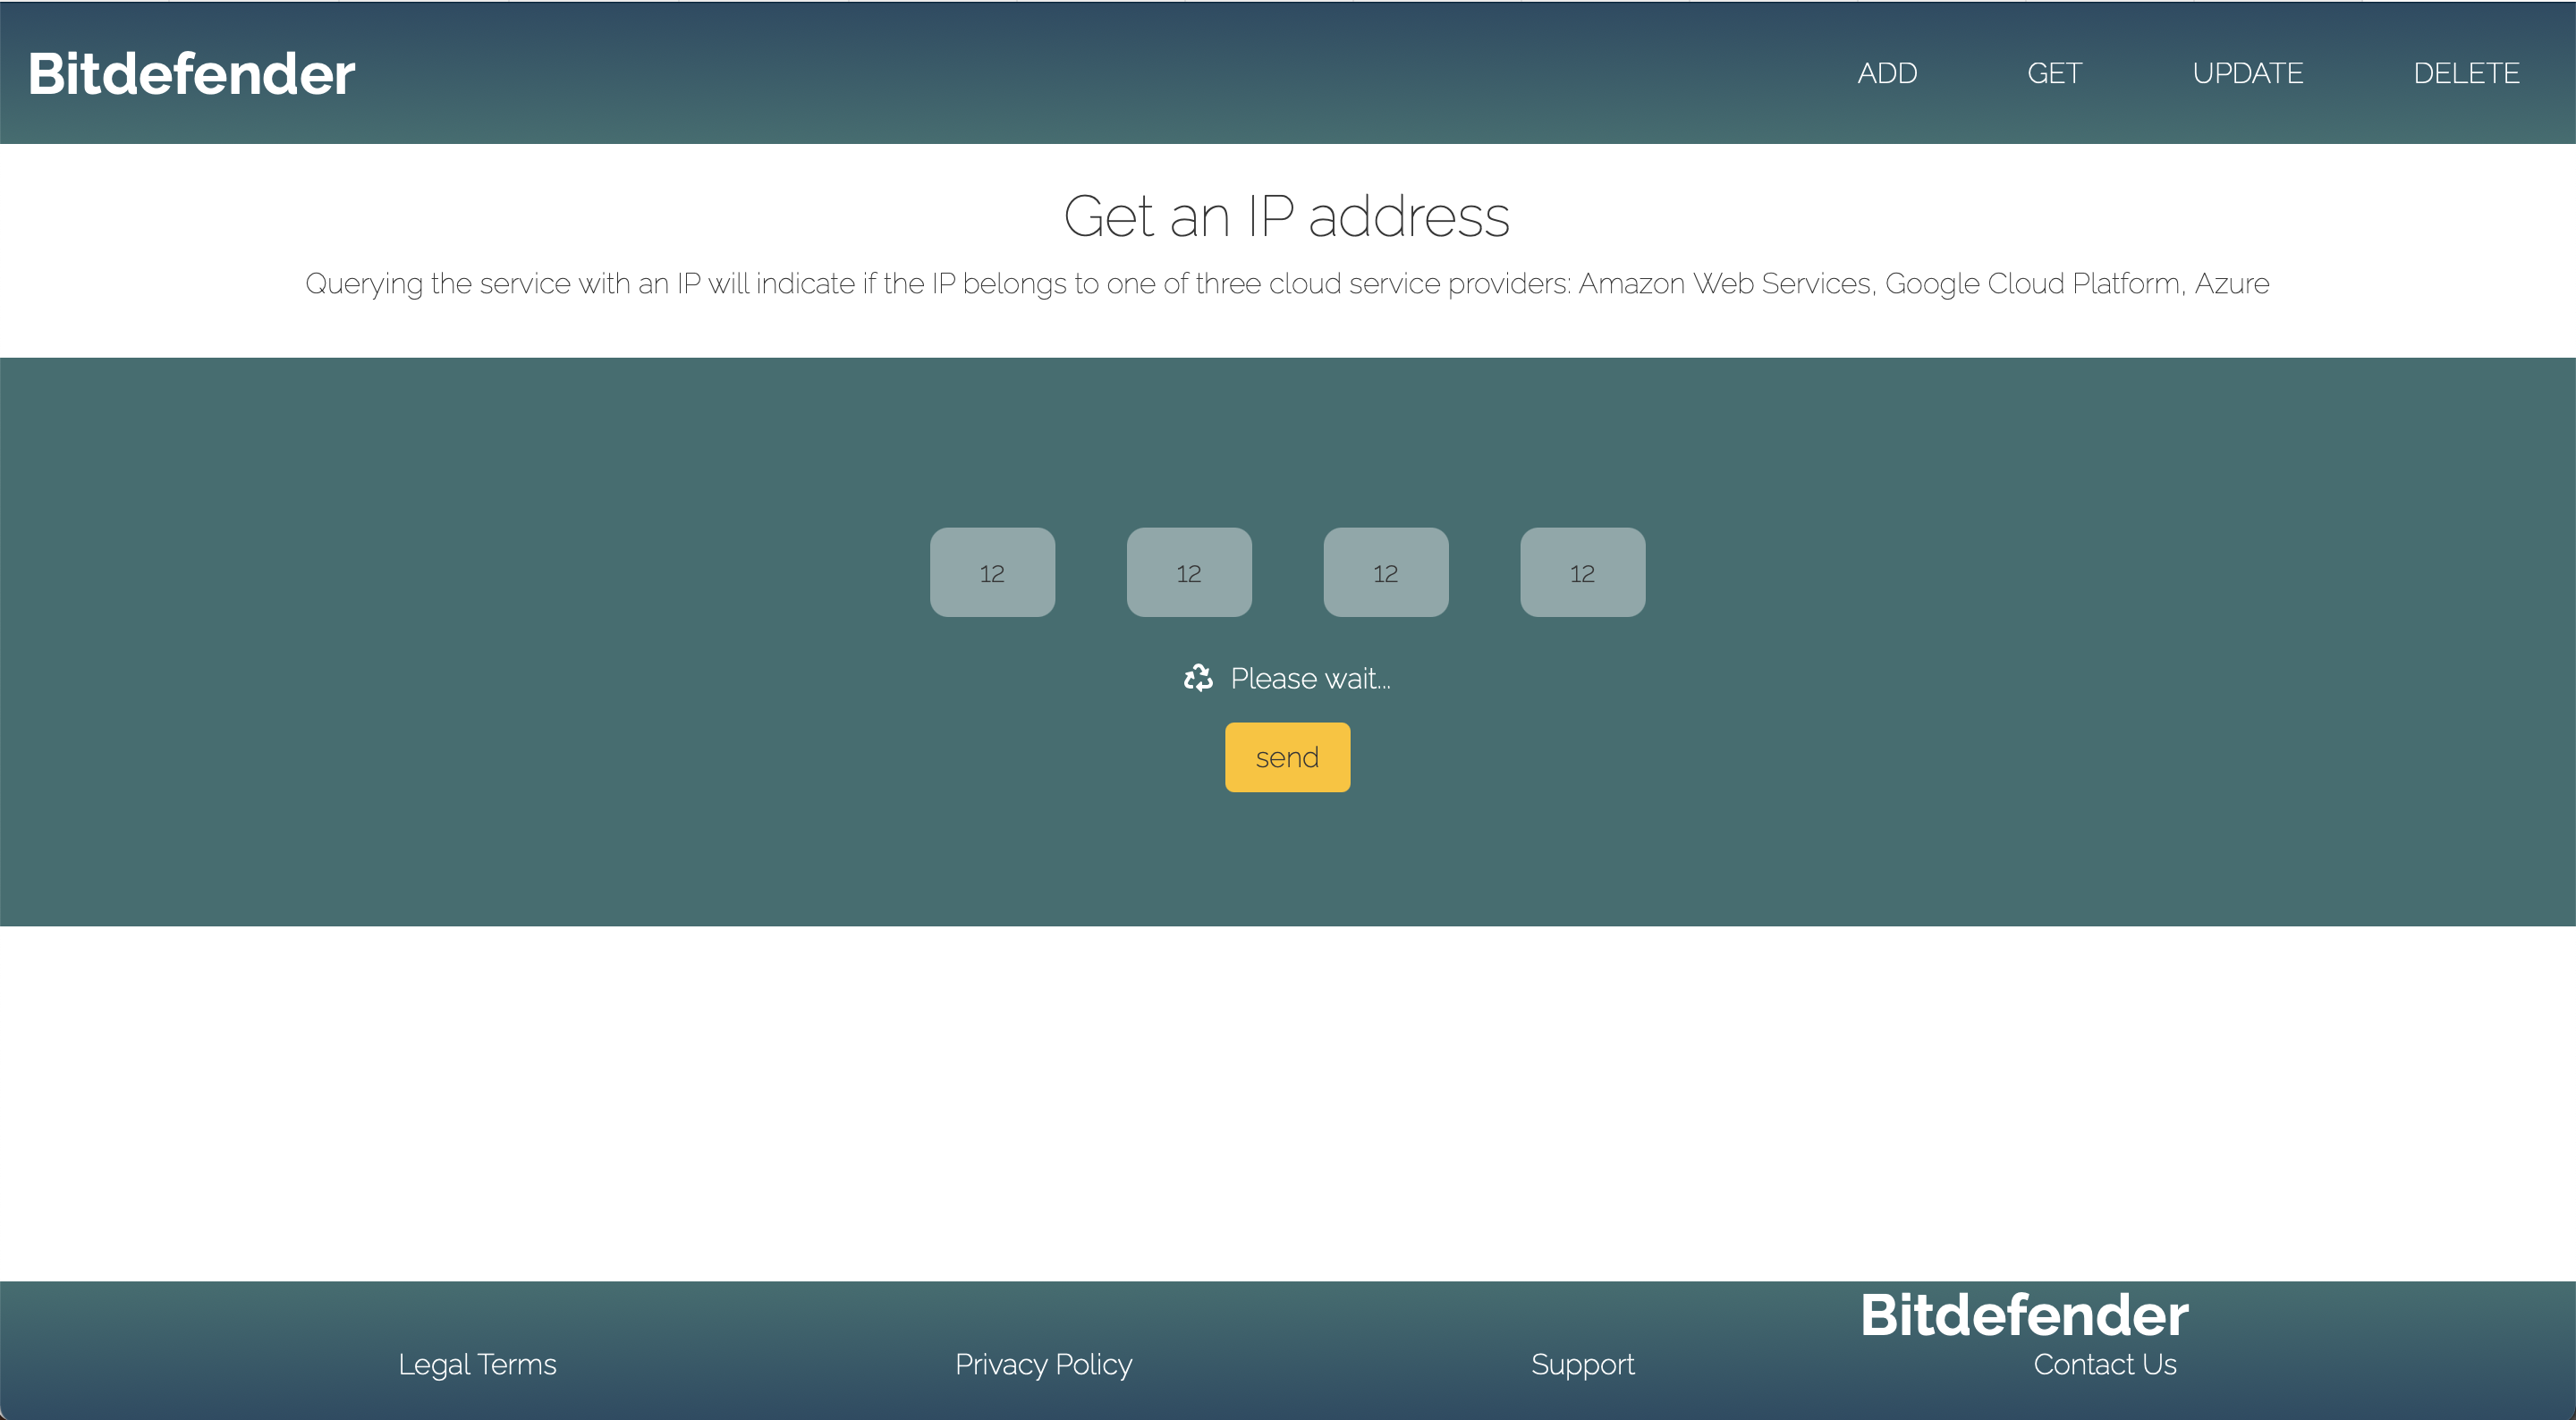 Bitdefender
ADD GET UPDATE DELETE
Get an IP address
Querying the service with an IP will indicate if the IP belongs to one of three cloud service providers: Amazon Web Services, Google Cloud Platform, Azure
12 12 12 12
Please wait...
send
Bitdefender
Legal Terms Privacy Policy Support Contact Us